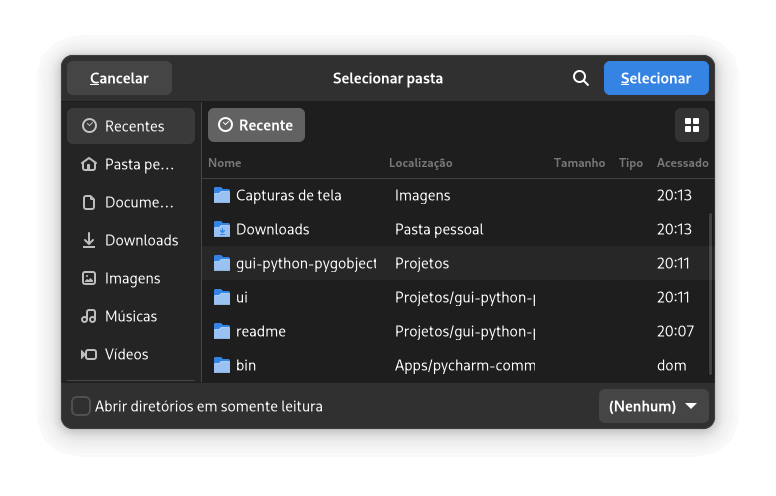 Cancelar
Selecionar pasta
Selecionar
Recentes
Pasta pe...
Docume...
Downloads
Imagens
Músicas
Vídeos
Recente
Nome Localização Tamanho Tipo Acessado
Capturas de tela Imagens 20:13
Downloads Pasta pessoal 20:13
gui-python-pygobject Projetos 20:11
ui Projetos/gui-python-p 20:11
readme Projetos/gui-python-p 20:07
bin Apps/pycharm-comm dom
Abrir diretórios em somente leitura
(Nenhum)